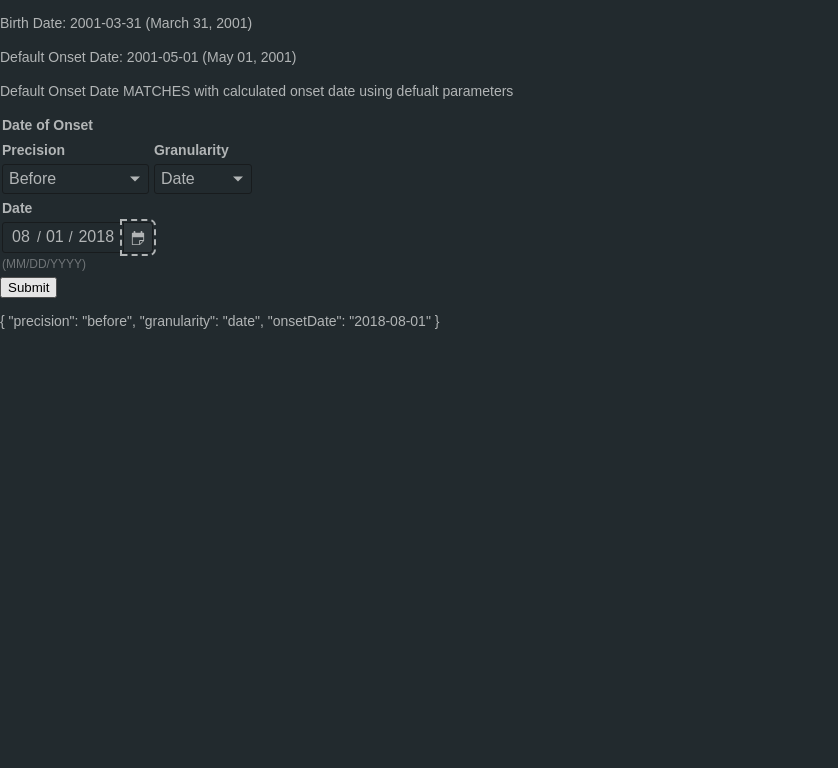 Birth Date: 2001-03-31 (March 31, 2001)
Default Onset Date: 2001-05-01 (May 01, 2001)
Default Onset Date MATCHES with calculated onset date using defualt parameters
Date of Onset
Precision Granularity
Before Date
Date
08 / 01 / 2018
(MM/DD/YYYY)
Submit
{ "precision": "before", "granularity": "date", "onsetDate": "2018-08-01" }